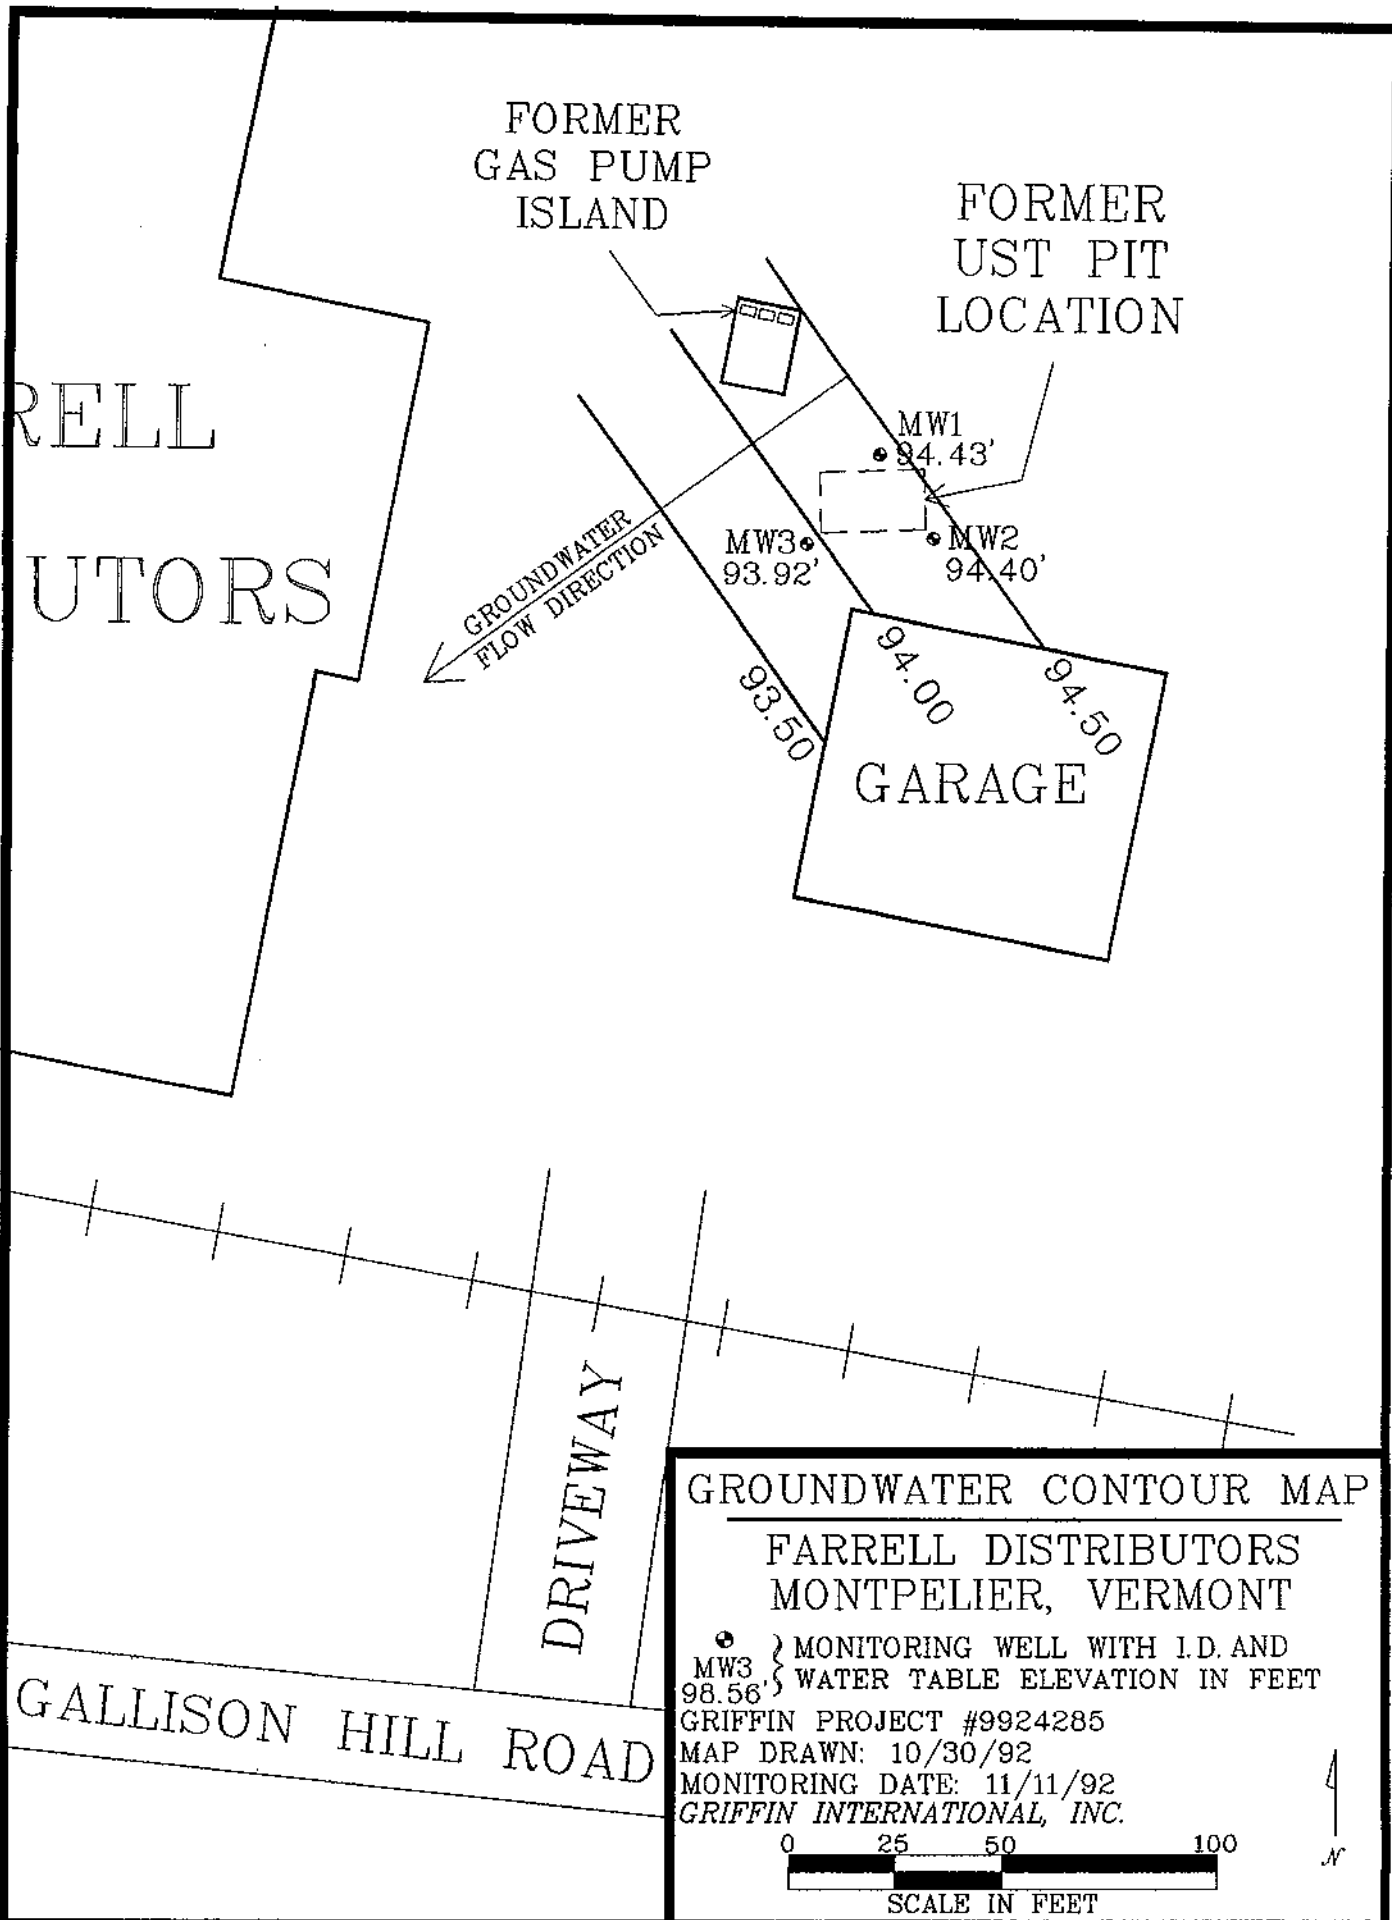 FORMER
GAS PUMP
ISLAND
FORMER
UST PIT
LOCATION
RELL
UTORS
MW1
94.43'
MW2
94.40'
MW3
93.92'
GROUNDWATER
FLOW DIRECTION
93.50
94.00
94.50
GARAGE
DRIVEWAY
GALLISON HILL ROAD
GROUNDWATER CONTOUR MAP
FARRELL DISTRIBUTORS
MONTPELIER, VERMONT
MW3
98.56'
MONITORING WELL WITH I.D. AND
WATER TABLE ELEVATION IN FEET
GRIFFIN PROJECT #9924285
MAP DRAWN: 10/30/92
MONITORING DATE: 11/11/92
GRIFFIN INTERNATIONAL, INC.
0 25 50 100
SCALE IN FEET
N